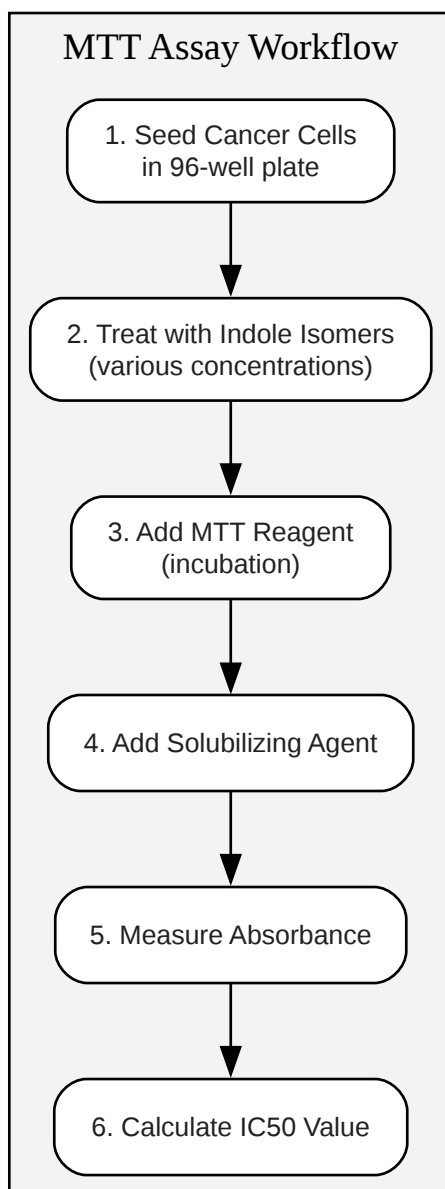 MTT Assay Workflow
1. Seed Cancer Cells
in 96-well plate
2. Treat with Indole Isomers
(various concentrations)
3. Add MTT Reagent
(incubation)
4. Add Solubilizing Agent
5. Measure Absorbance
6. Calculate IC50 Value